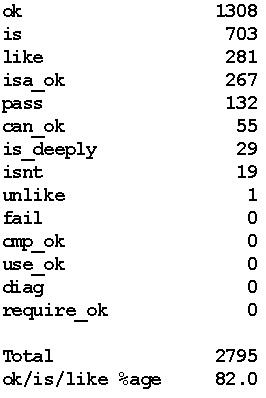 ok 1308
is 703
like 281
isa_ok 267
pass 132
can_ok 55
is_deeply 29
isnt 19
unlike 1
fail 0
cmp_ok 0
use_ok 0
diag 0
require_ok 0
Total 2795
ok/is/like %age 82.0